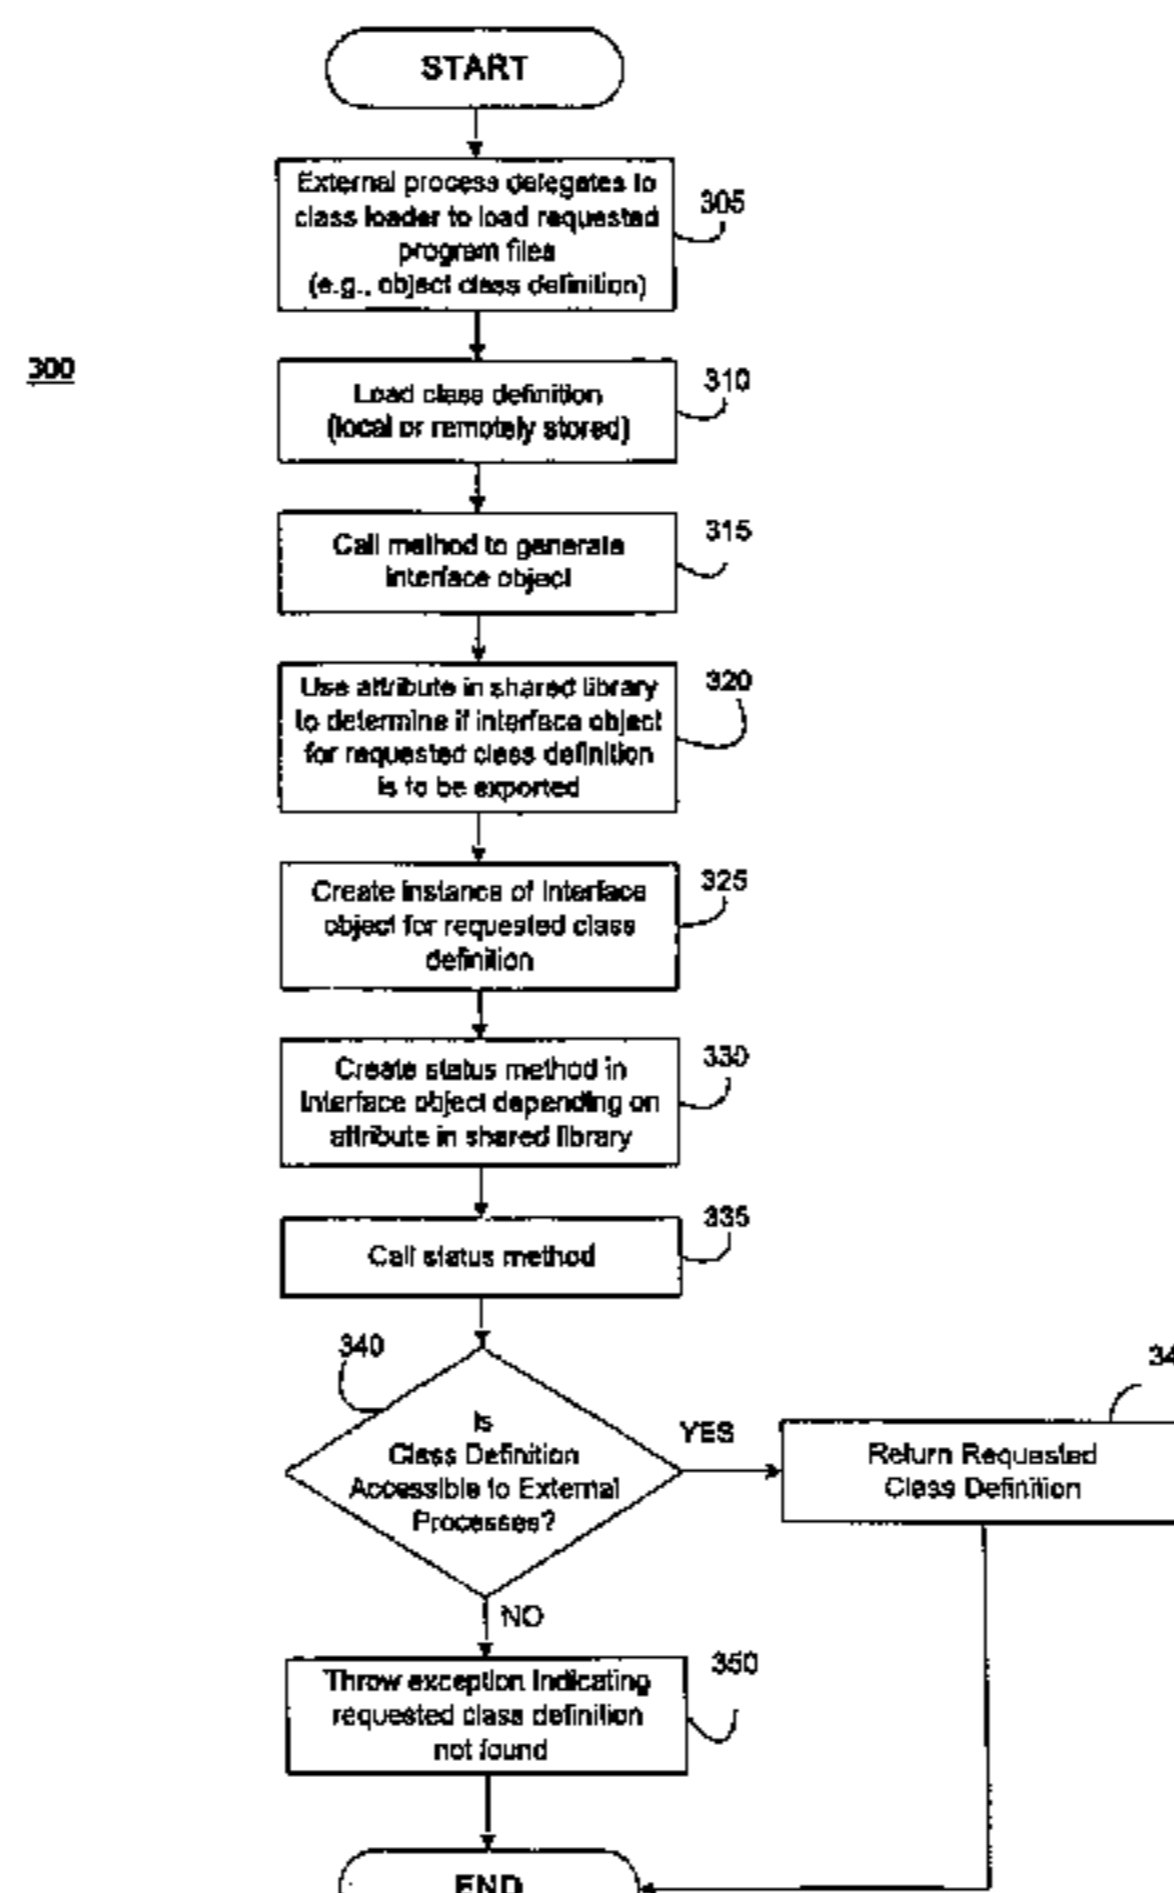 START
External process delegates to
class loader to load requested
program files
(e.g., object class definition)
305
300
Load class definition
(local or remotely stored)
310
Call method to generate
interface object
315
Use attribute in shared library
to determine if interface object
for requested class definition
is to be exported
320
Create instance of Interface
object for requested class
definition
325
Create status method in
Interface object depending on
attribute in shared library
330
Call status method
335
340
Is
Class Definition
Accessible to External
Processes?
YES
34
Return Requested
Class Definition
NO
Throw exception Indicating
requested class definition
not found
350
END